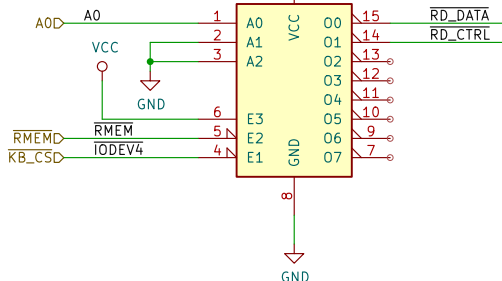 A0 A0 1 A0 VCC O0 15 RD_DATA
2 A1 O1 14 RD_CTRL
VCC 3 A2 O2 13
GND O3 12
O4 11
6 E3 O5 10
RMEM RMEM 5 E2 GND O6 9
KB_CS IODEV4 4 E1 O7 7
8
GND